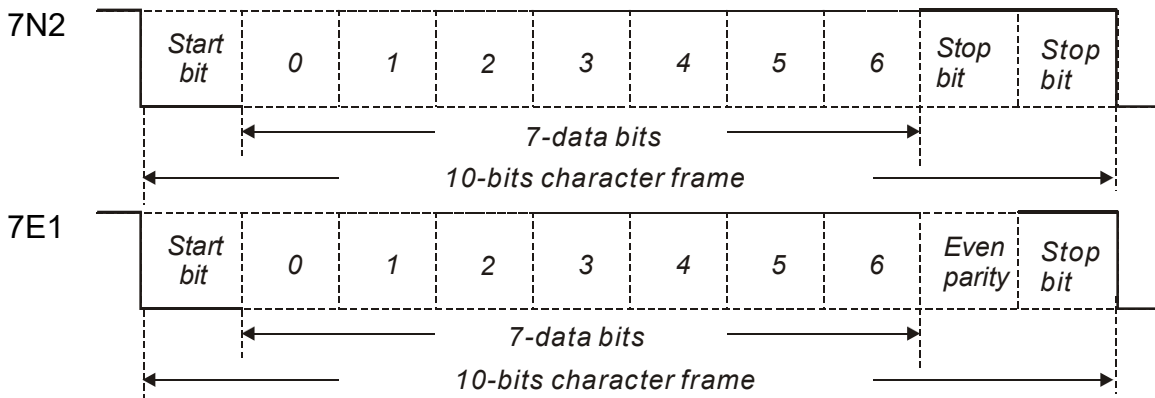 7N2
Start bit 0 1 2 3 4 5 6 Stop bit Stop bit
7-data bits
10-bits character frame
7E1
Start bit 0 1 2 3 4 5 6 Even parity Stop bit
7-data bits
10-bits character frame